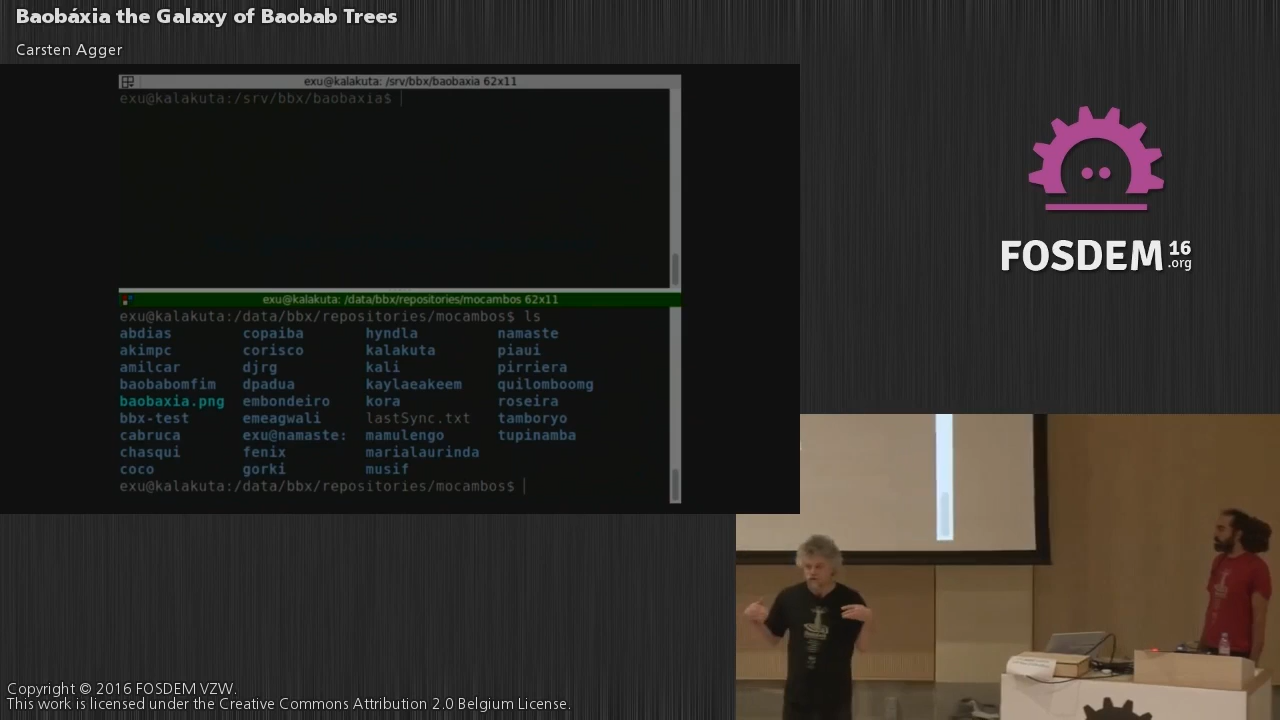 Baobáxia the Galaxy of Baobab Trees
Carsten Agger
exu@kalakuta: /srv/bbx/baobaxia 62x11
exu@kalakuta:/srv/bbx/baobaxia$
exu@kalakuta: /data/bbx/repositories/mocambos 62x11
exu@kalakuta:/data/bbx/repositories/mocambos$ ls
abdias copaiba hyndla namaste
akimpc corisco kalakuta piaui
amilcar djrg kali pirriera
baobabomfim dpadua kaylaeakeem quilomboomg
baobaxia.png embondeiro kora roseira
bbx-test emeagwali lastSync.txt tamboryo
cabruca exu@namaste: mamulengo tupinamba
chasqui fenix marialaurinda
coco gorki musif
exu@kalakuta:/data/bbx/repositories/mocambos$
FOSDEM 16
.org
Copyright © 2016 FOSDEM VZW.
This work is licensed under the Creative Commons Attribution 2.0 Belgium License.